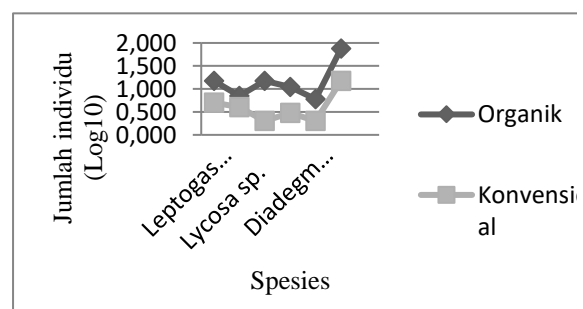 Jumlah individu
(Log10)
2,000
1,500
1,000
0,500
0,000
Leptogas...
Lycosa sp.
Diadegm...
Spesies
Organik
Konvensio
al